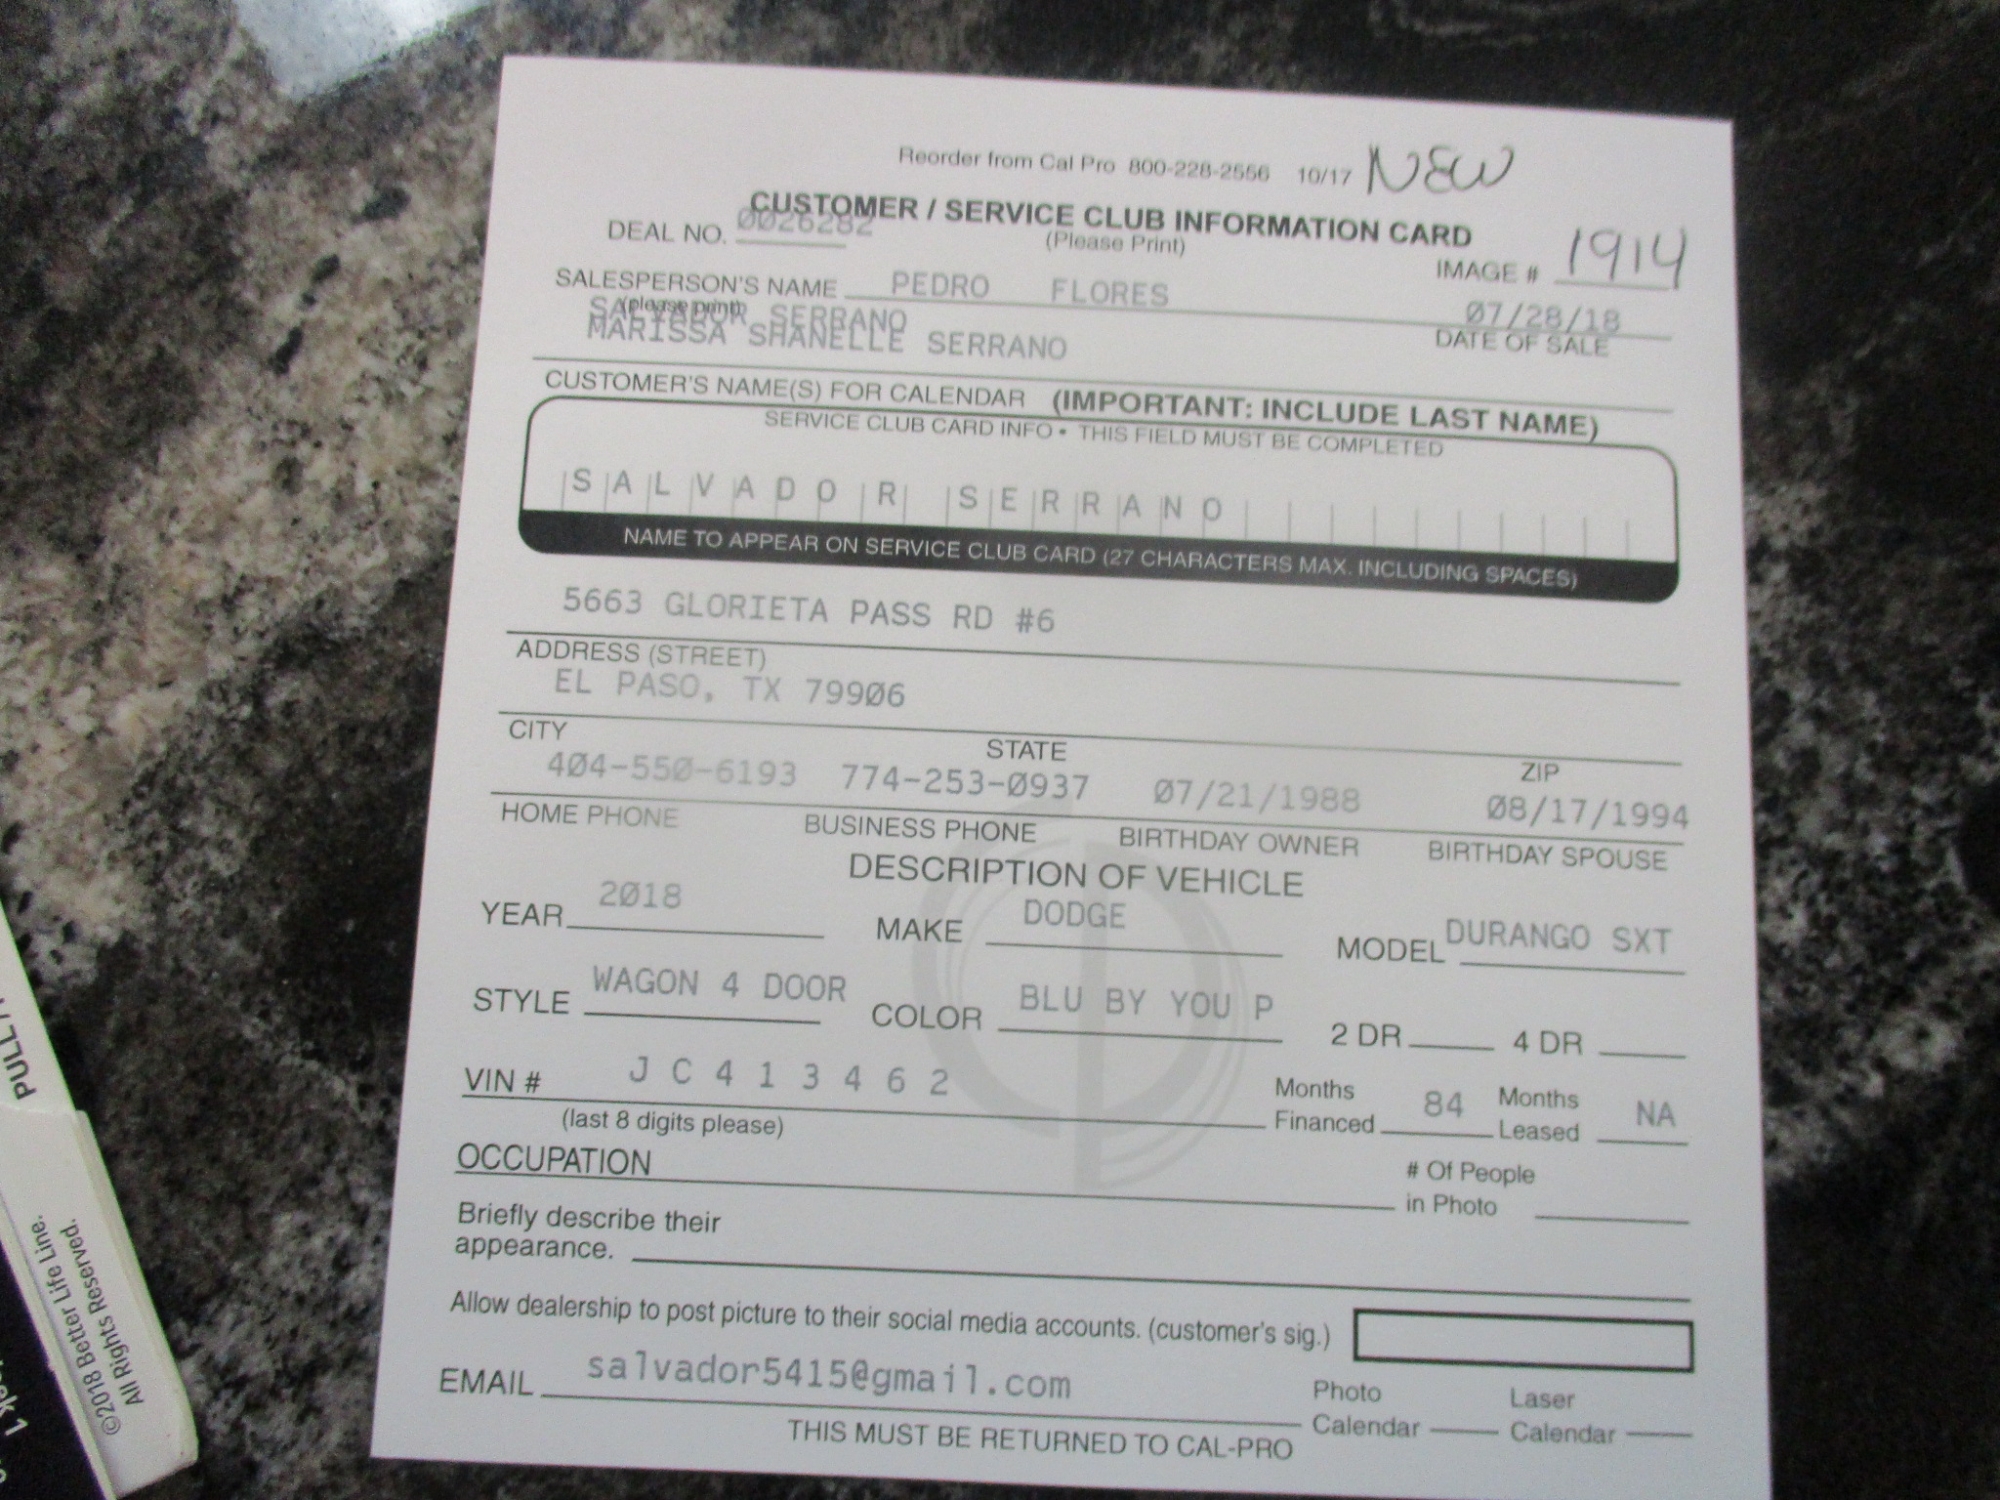 Reorder from Cal Pro 800-228-2556 10/17 NEW
CUSTOMER / SERVICE CLUB INFORMATION CARD
(Please Print)
DEAL NO. 0026282
IMAGE # 1914
SALESPERSON'S NAME PEDRO FLORES
(please print)
07/28/18
DATE OF SALE
SALVADOR SERRANO
MARISSA SHANELLE SERRANO
CUSTOMER'S NAME(S) FOR CALENDAR (IMPORTANT: INCLUDE LAST NAME)
SERVICE CLUB CARD INFO • THIS FIELD MUST BE COMPLETED
SALVADOR SERRANO
NAME TO APPEAR ON SERVICE CLUB CARD (27 CHARACTERS MAX. INCLUDING SPACES)
5663 GLORIETA PASS RD #6
ADDRESS (STREET)
EL PASO, TX 79906
CITY STATE ZIP
404-550-6193 774-253-0937 07/21/1988 08/17/1994
HOME PHONE BUSINESS PHONE BIRTHDAY OWNER BIRTHDAY SPOUSE
DESCRIPTION OF VEHICLE
YEAR 2018 MAKE DODGE MODEL DURANGO SXT
STYLE WAGON 4 DOOR COLOR BLU BY YOU P 2 DR 4 DR
VIN # J C 4 1 3 4 6 2
(last 8 digits please)
Months Financed 84 Months Leased NA
OCCUPATION
# Of People
in Photo
Briefly describe their
appearance.
Allow dealership to post picture to their social media accounts. (customer's sig.)
EMAIL salvador5415@gmail.com
Photo
Calendar
Laser
Calendar
THIS MUST BE RETURNED TO CAL-PRO
©2018 Better Life Line.
All Rights Reserved.